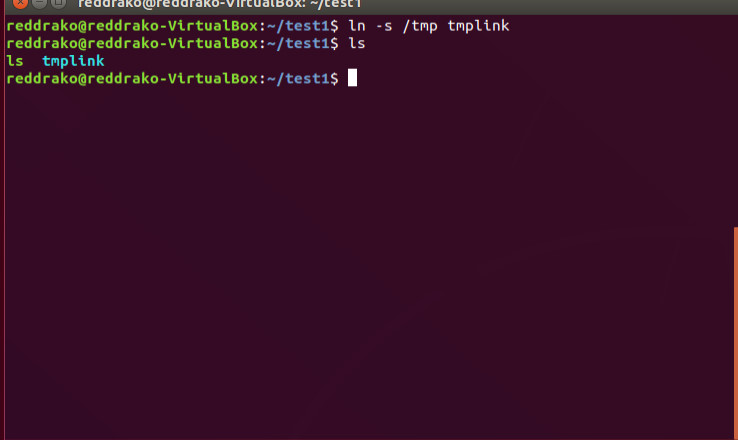 reddrako@reddrako-VirtualBox: ~/test1
reddrako@reddrako-VirtualBox:~/test1$ ln -s /tmp tmplink
reddrako@reddrako-VirtualBox:~/test1$ ls
ls  tmplink
reddrako@reddrako-VirtualBox:~/test1$